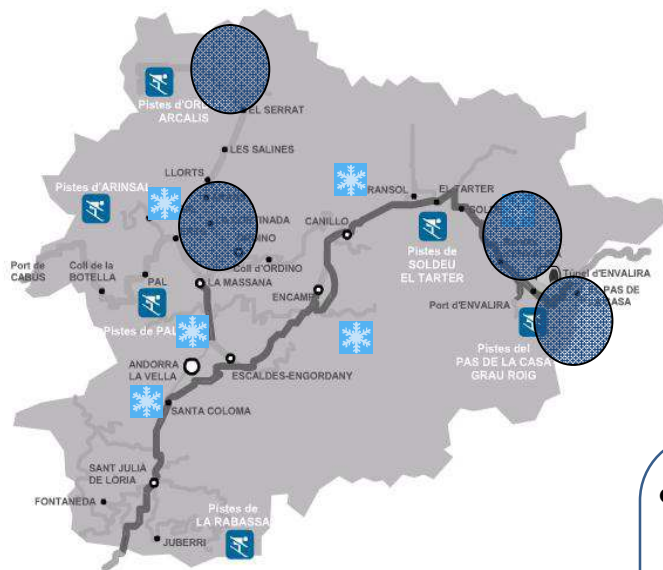 Pistes d'OR
ARCALIS
EL SERRAT
LES SALINES
LLORTS
Pistes d'ARINSAL
RANSOL
EL TARTER
CANILLO
Pistes de
SOLDEU
EL TARTER
Port de
CABÚS
Coll de la
BOTELLA
PAL
Coll d'ORDINO
LA MASSANA
ENCAMP
Port d'ENVALIRA
Túnel d'ENVALIRA
PAS DE
Pistes de PAL
Pistes del
PAS DE LA CASA
GRAU ROIG
ANDORRA
LA VELLA
ESCALDES-ENGORDANY
SANTA COLOMA
SANT JULIÀ
DE LÒRIA
FONTANEDA
Pistes de
LA RABASSA
JUBERRI